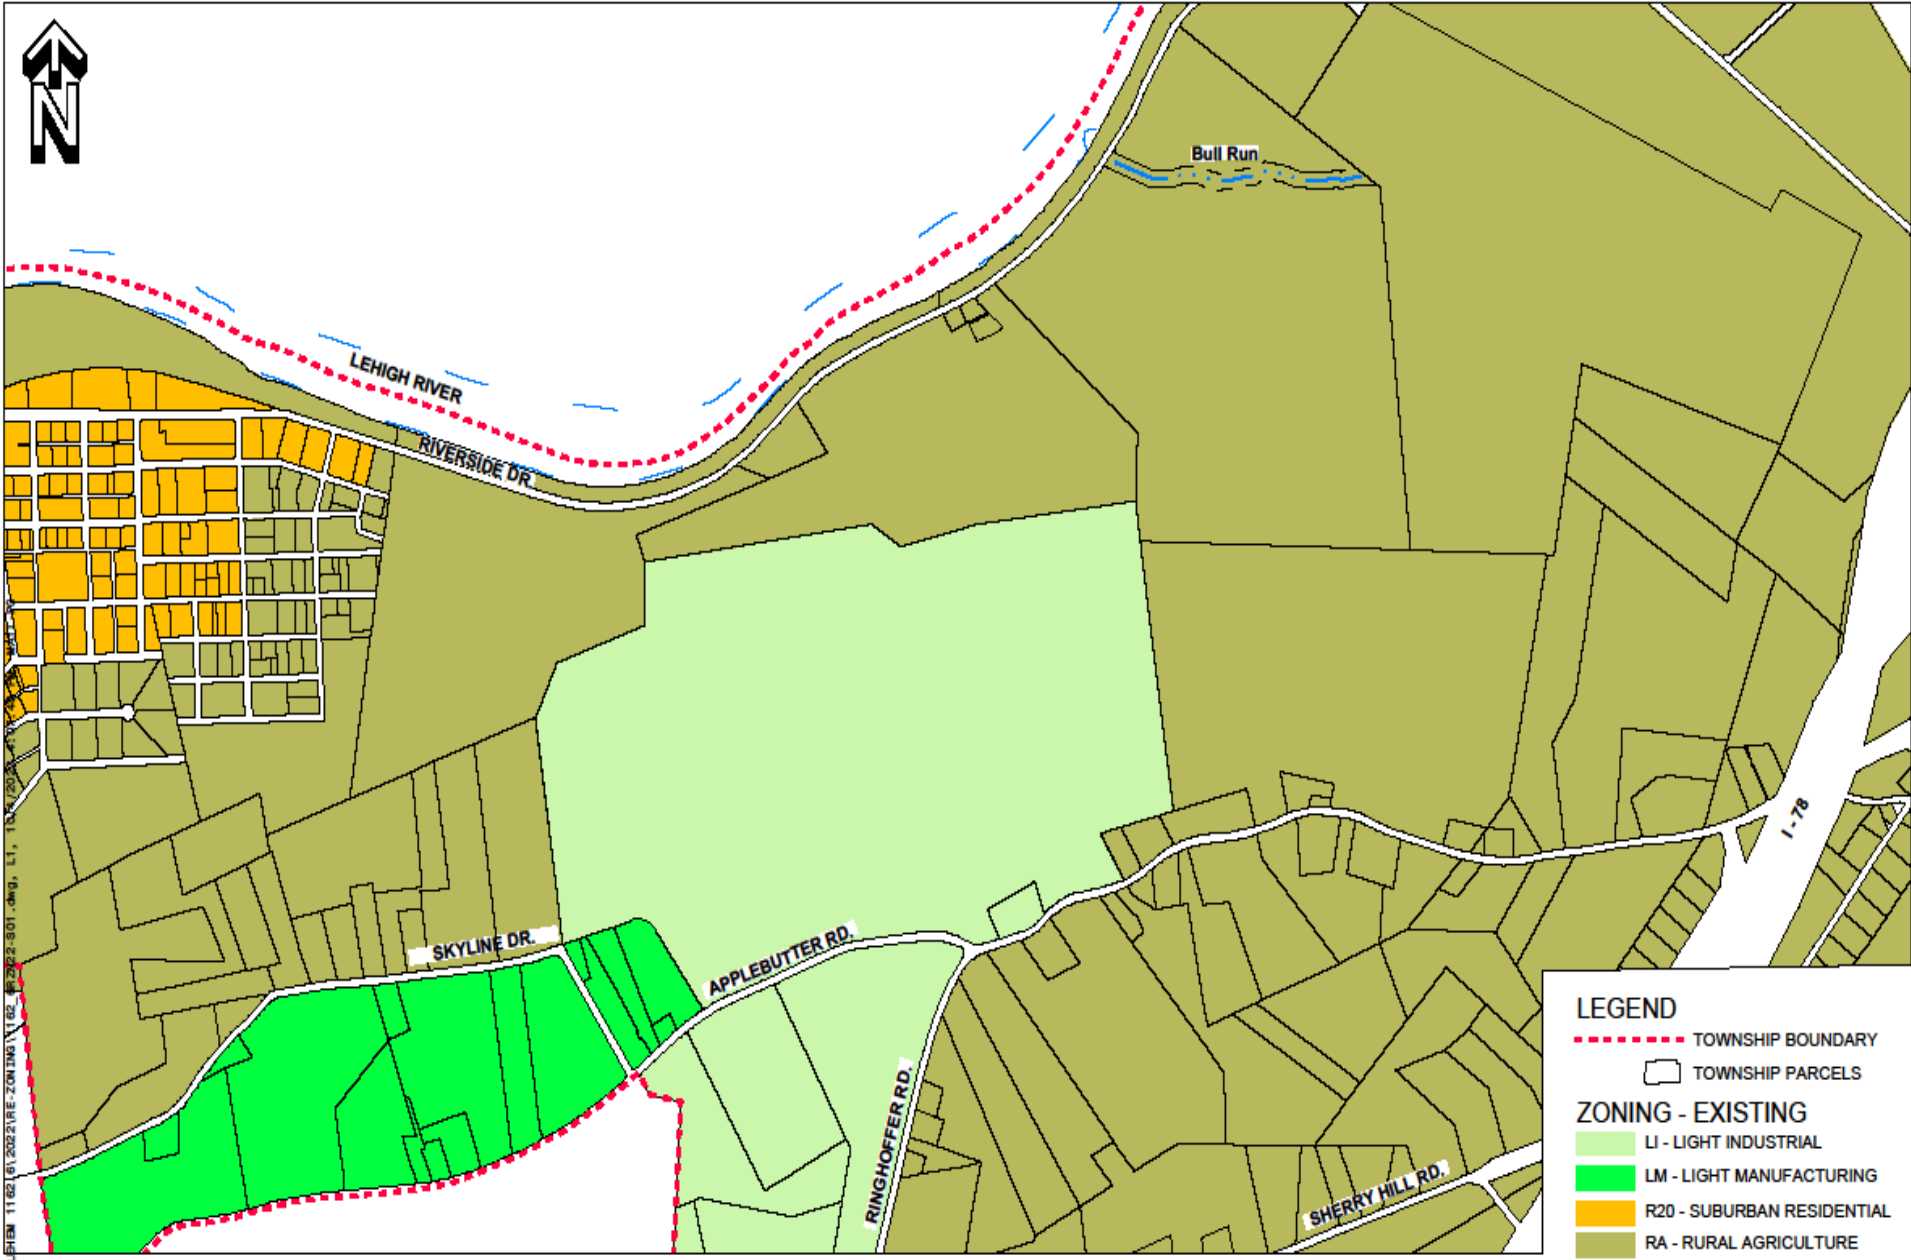 N
Bull Run
LEHIGH RIVER
RIVERSIDE DR.
I - 78
SKYLINE DR.
APPLEBUTTER RD.
RINGHOFFER RD.
SHERRY HILL RD.
LEGEND
TOWNSHIP BOUNDARY
TOWNSHIP PARCELS
ZONING - EXISTING
LI - LIGHT INDUSTRIAL
LM - LIGHT MANUFACTURING
R20 - SUBURBAN RESIDENTIAL
RA - RURAL AGRICULTURE